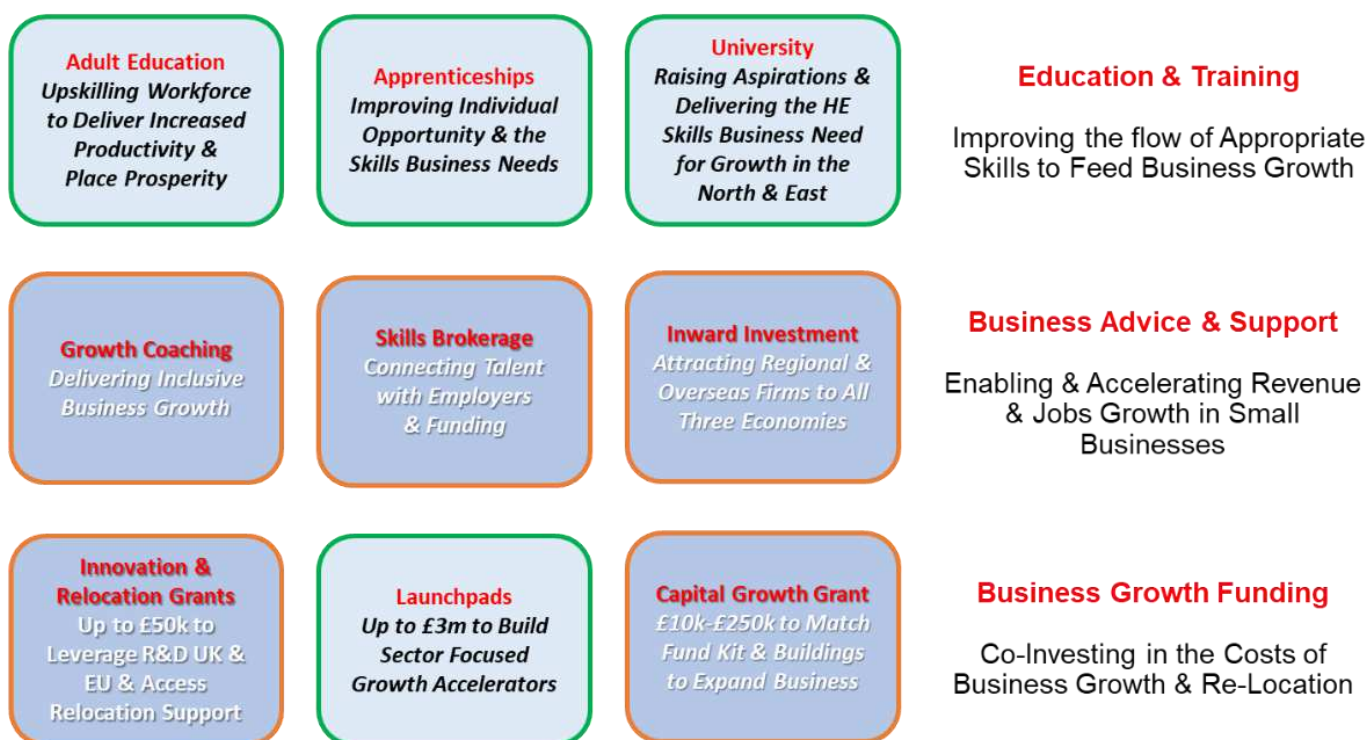 Adult Education
Upskilling Workforce
to Deliver Increased
Productivity &
Place Prosperity
Apprenticeships
Improving Individual
Opportunity & the
Skills Business Needs
University
Raising Aspirations &
Delivering the HE
Skills Business Need
for Growth in the
North & East
Education & Training
Improving the flow of Appropriate
Skills to Feed Business Growth
Growth Coaching
Delivering Inclusive
Business Growth
Skills Brokerage
Connecting Talent
with Employers
& Funding
Inward Investment
Attracting Regional &
Overseas Firms to All
Three Economies
Business Advice & Support
Enabling & Accelerating Revenue
& Jobs Growth in Small
Businesses
Innovation &
Relocation Grants
Up to £50k to
Leverage R&D UK &
EU & Access
Relocation Support
Launchpads
Up to £3m to Build
Sector Focused
Growth Accelerators
Capital Growth Grant
£10k-£250k to Match
Fund Kit & Buildings
to Expand Business
Business Growth Funding
Co-Investing in the Costs of
Business Growth & Re-Location